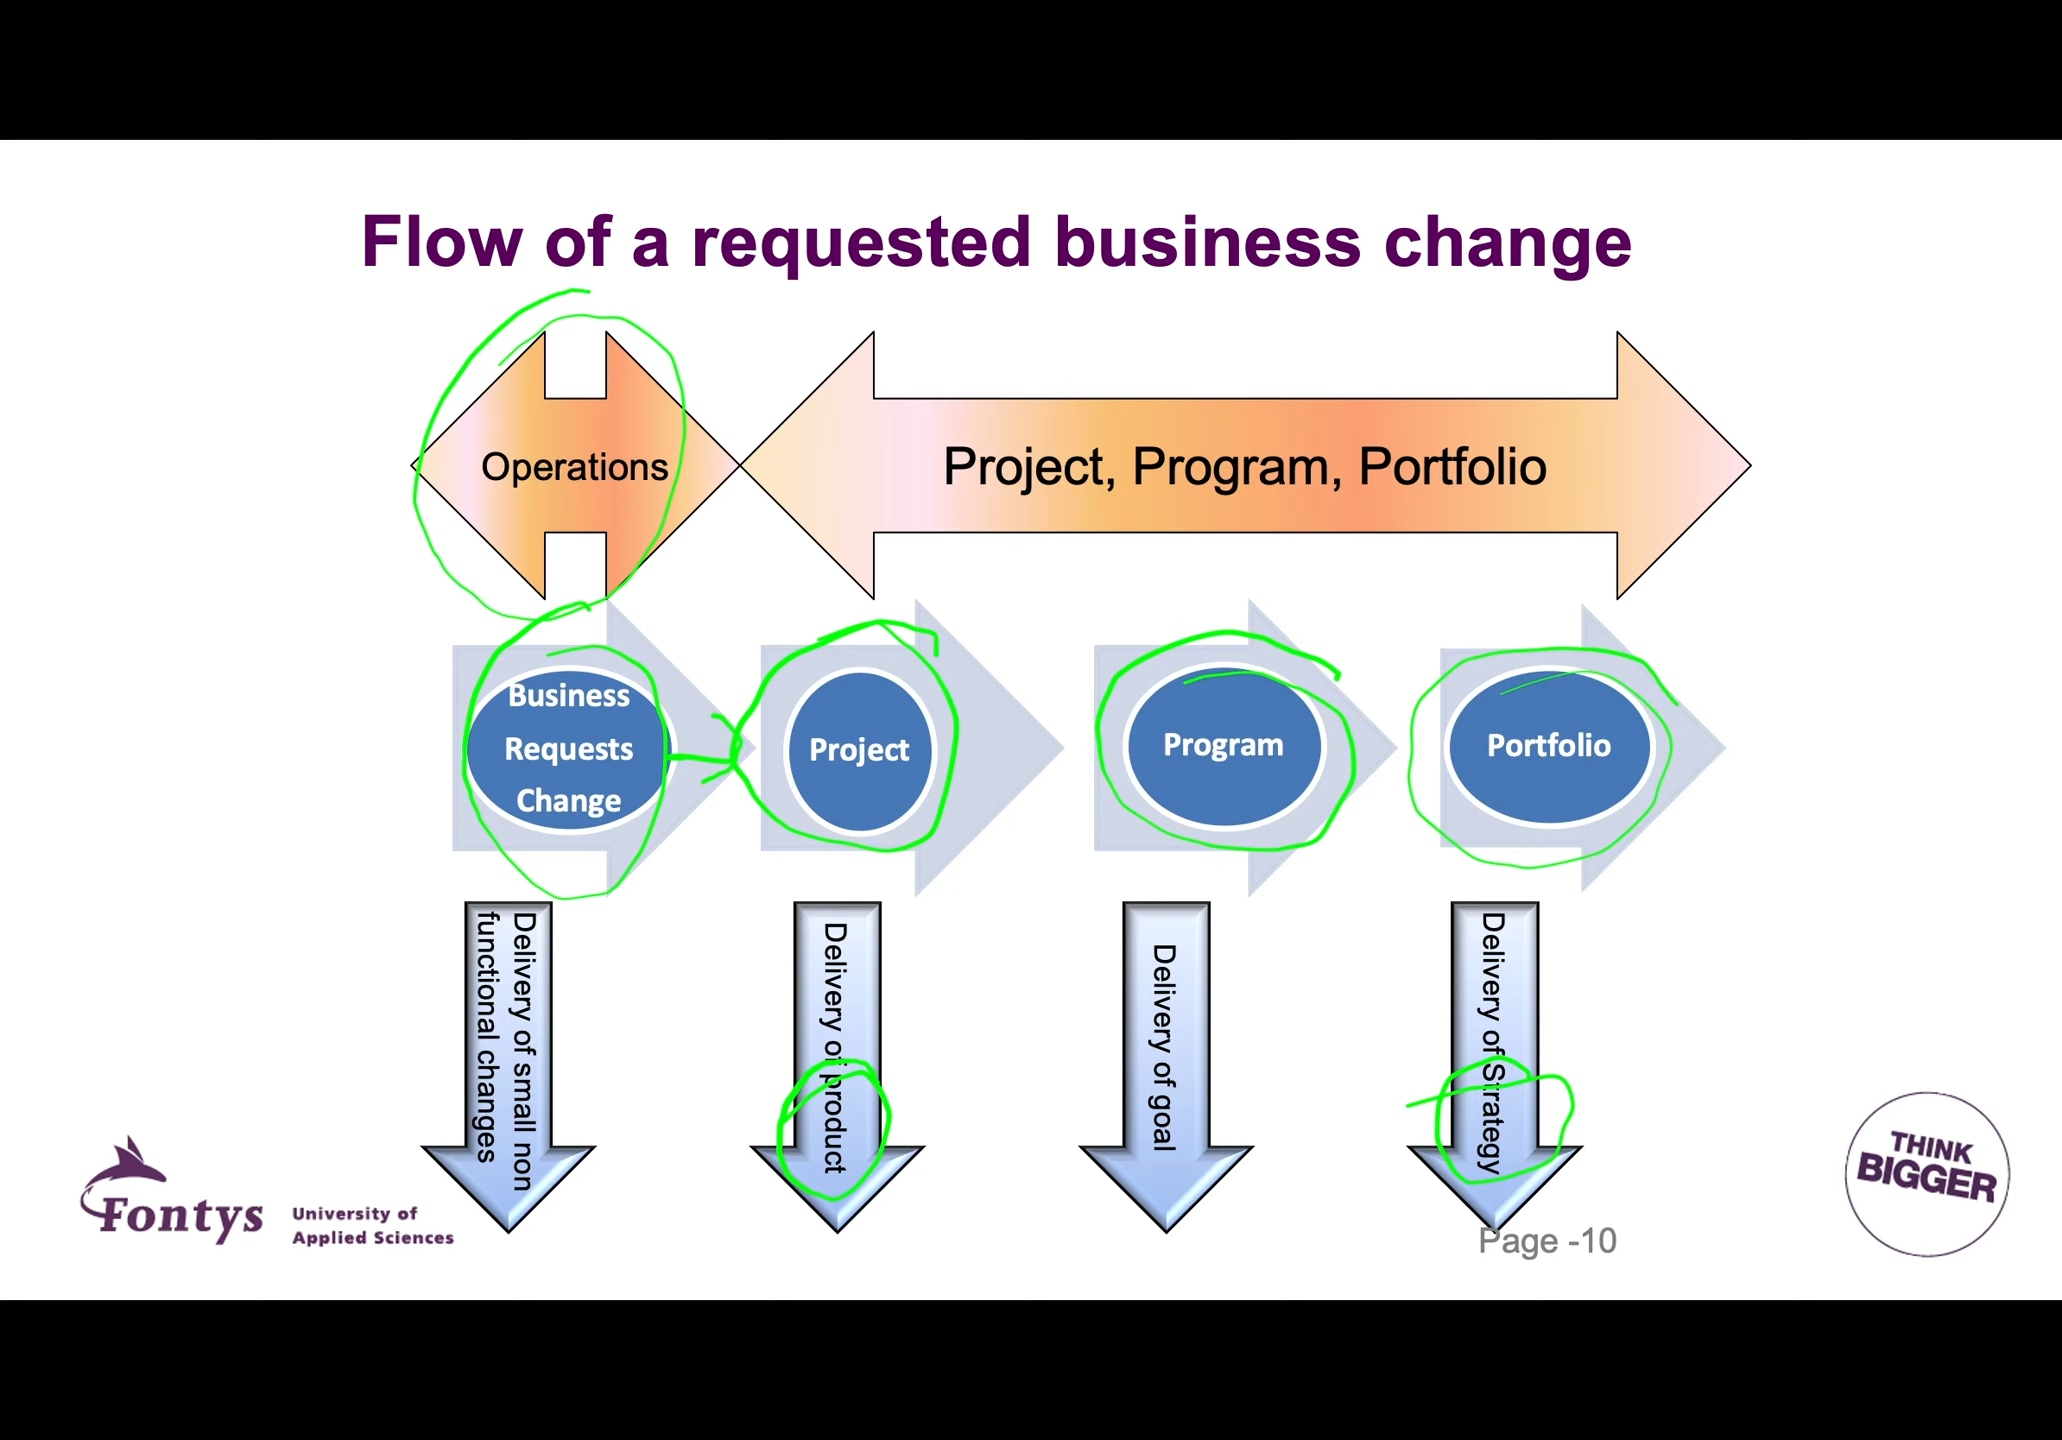 Flow of a requested business change
Operations
Project, Program, Portfolio
Business
Requests
Change
Project
Program
Portfolio
Delivery of small non
functional changes
Delivery of product
Delivery of goal
Delivery of Strategy
Fontys
University of
Applied Sciences
Page -10
THINK
BIGGER